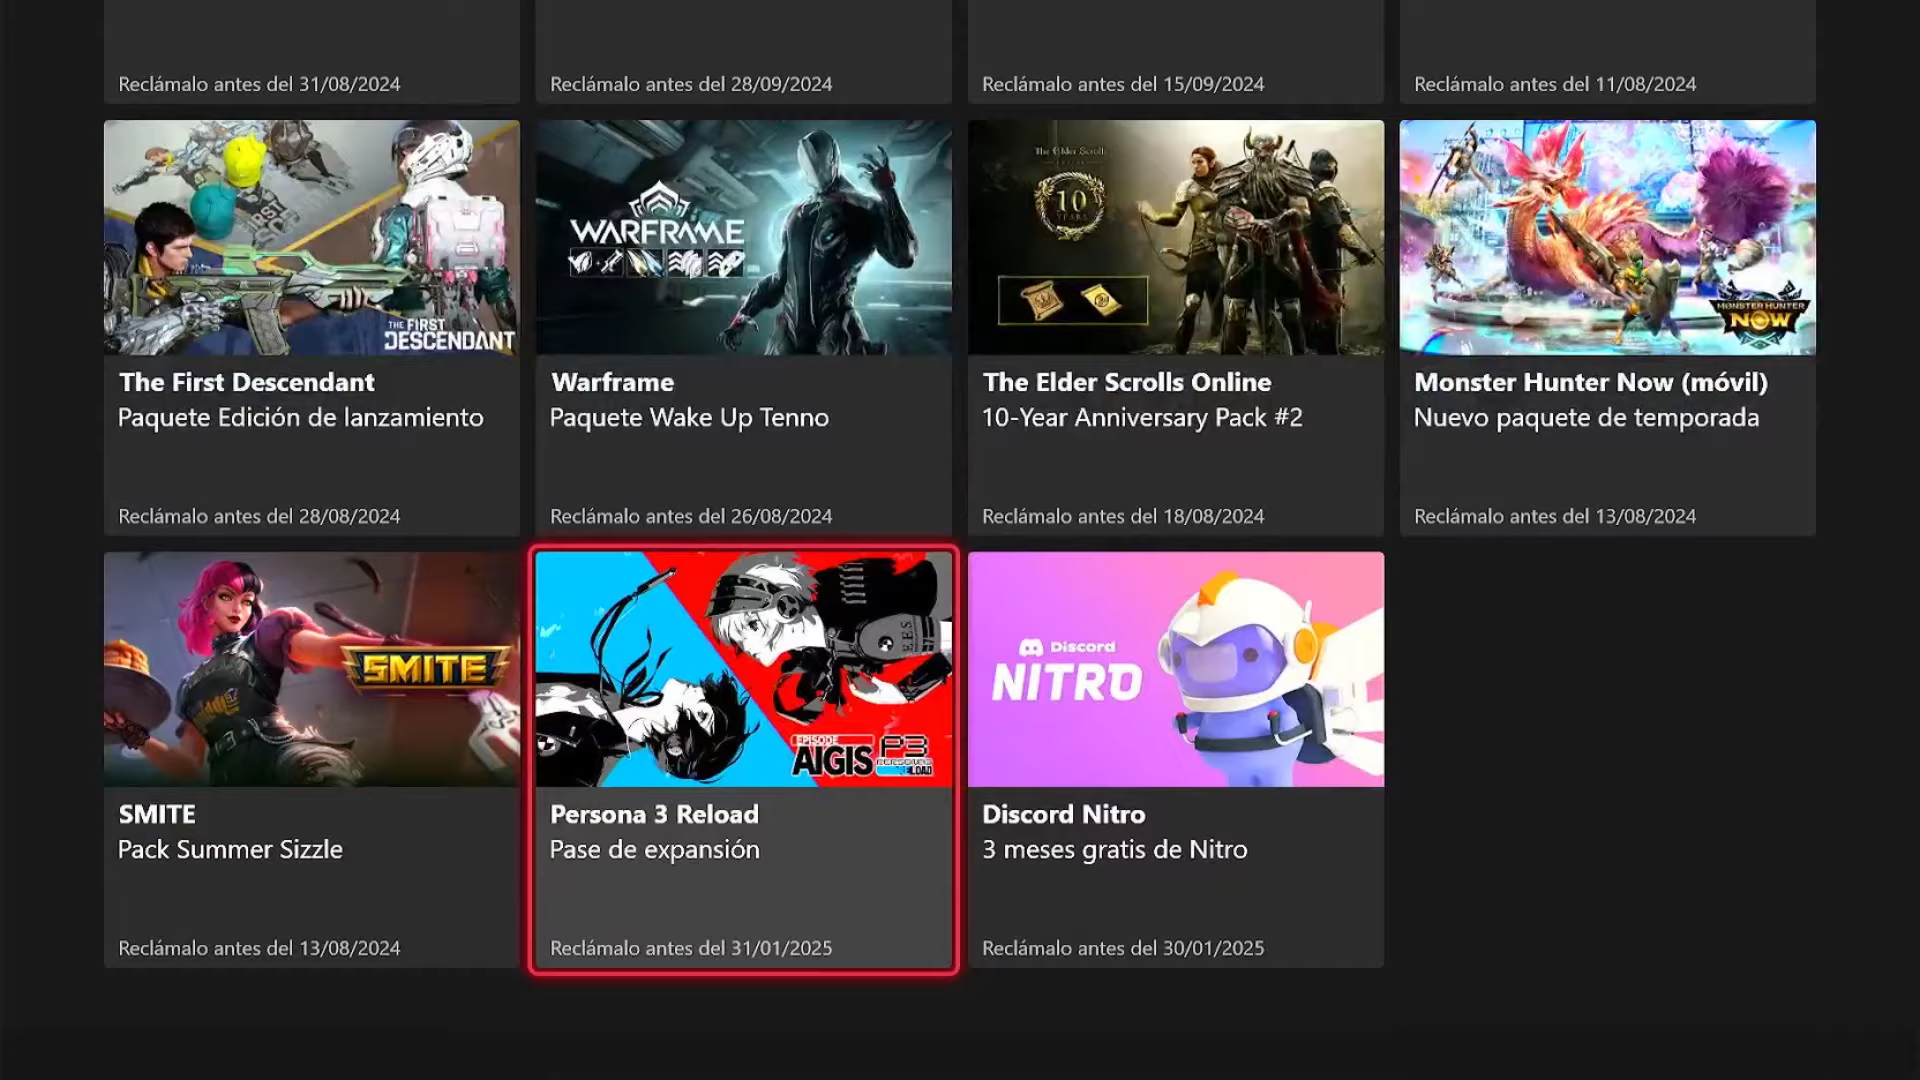 Reclámalo antes del 31/08/2024
Reclámalo antes del 28/09/2024
Reclámalo antes del 15/09/2024
Reclámalo antes del 11/08/2024
THE FIRST
DESCENDANT
The First Descendant
Paquete Edición de lanzamiento
Reclámalo antes del 28/08/2024
WARFRAME
Warframe
Paquete Wake Up Tenno
Reclámalo antes del 26/08/2024
The Elder Scrolls
10
YEARS
The Elder Scrolls Online
10-Year Anniversary Pack #2
Reclámalo antes del 18/08/2024
MONSTER HUNTER
NOW
Monster Hunter Now (móvil)
Nuevo paquete de temporada
Reclámalo antes del 13/08/2024
SMITE
SMITE
Pack Summer Sizzle
Reclámalo antes del 13/08/2024
EPISODE
AIGIS
P3
Persona 3 Reload
Pase de expansión
Reclámalo antes del 31/01/2025
Discord
NITRO
Discord Nitro
3 meses gratis de Nitro
Reclámalo antes del 30/01/2025